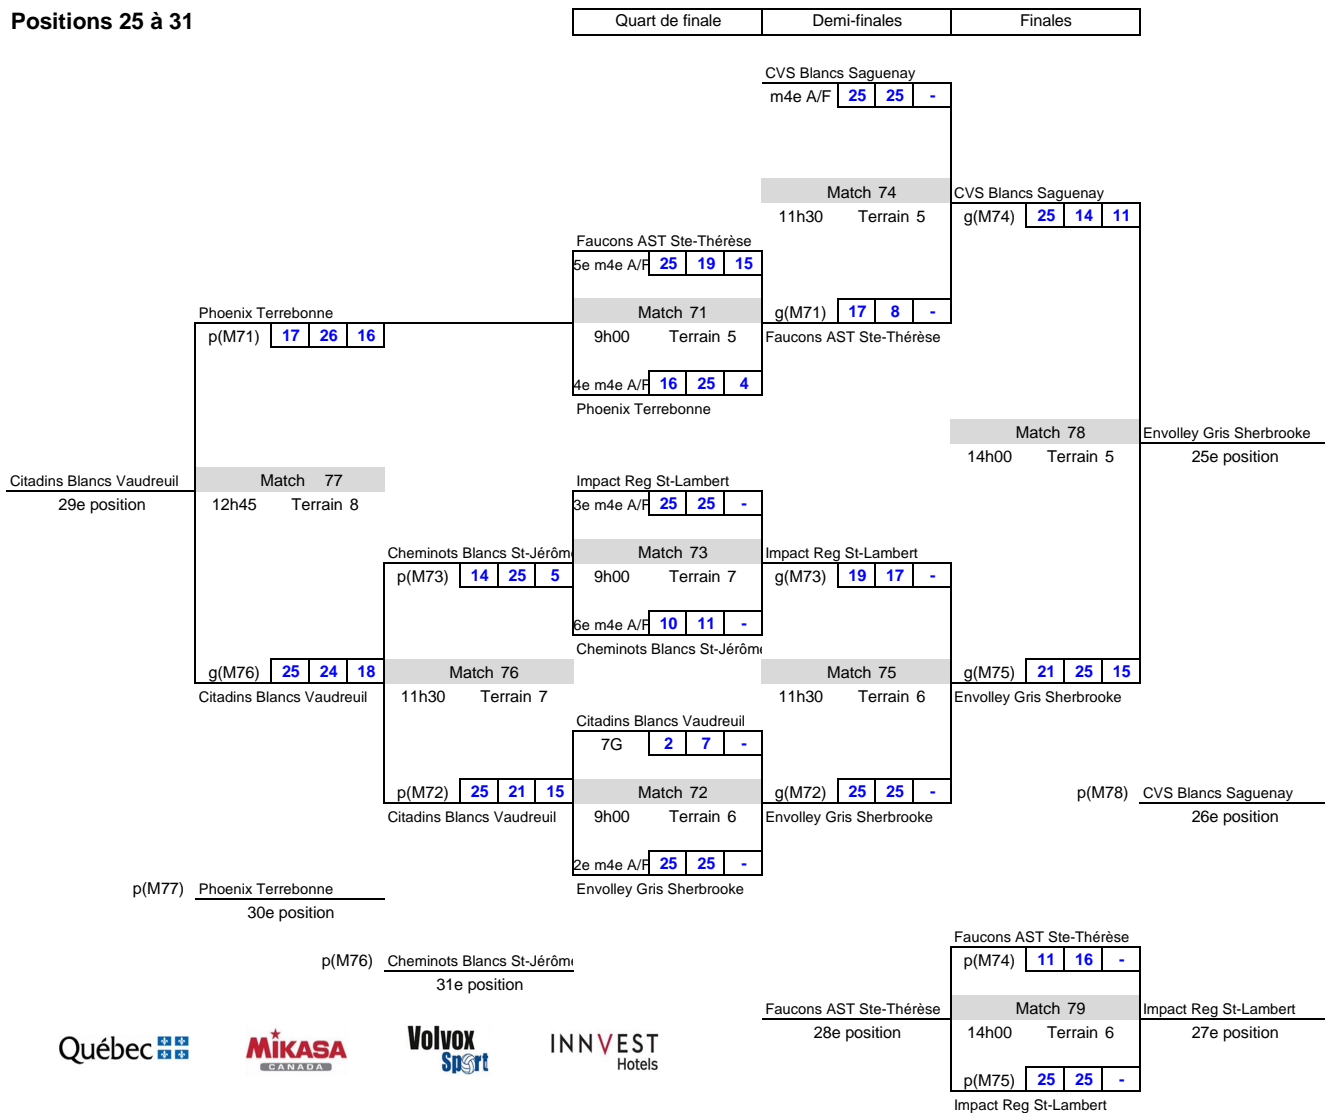 Positions 25 à 31
Quart de finale Demi-finales Finales
CVS Blancs Saguenay
m4e A/F 25 25 -
Match 74
11h30 Terrain 5
CVS Blancs Saguenay
g(M74) 25 14 11
Faucons AST Ste-Thérèse
5e m4e A/F 25 19 15
Phoenix Terrebonne
p(M71) 17 26 16
Match 71
9h00 Terrain 5
g(M71) 17 8 -
Faucons AST Ste-Thérèse
4e m4e A/F 16 25 4
Phoenix Terrebonne
Match 78
14h00 Terrain 5
Envolley Gris Sherbrooke
25e position
Citadins Blancs Vaudreuil
29e position
Match 77
12h45 Terrain 8
Impact Reg St-Lambert
3e m4e A/F 25 25 -
Cheminots Blancs St-Jérôme
p(M73) 14 25 5
Match 73
9h00 Terrain 7
Impact Reg St-Lambert
g(M73) 19 17 -
6e m4e A/F 10 11 -
Cheminots Blancs St-Jérôme
g(M76) 25 24 18
Citadins Blancs Vaudreuil
Match 76
11h30 Terrain 7
Match 75
11h30 Terrain 6
g(M75) 21 25 15
Envolley Gris Sherbrooke
Citadins Blancs Vaudreuil
7G 2 7 -
p(M72) 25 21 15
Citadins Blancs Vaudreuil
Match 72
9h00 Terrain 6
g(M72) 25 25 -
Envolley Gris Sherbrooke
p(M78) CVS Blancs Saguenay
26e position
2e m4e A/F 25 25 -
Envolley Gris Sherbrooke
p(M77) Phoenix Terrebonne
30e position
p(M76) Cheminots Blancs St-Jérôme
31e position
Faucons AST Ste-Thérèse
p(M74) 11 16 -
Faucons AST Ste-Thérèse
28e position
Match 79
14h00 Terrain 6
Impact Reg St-Lambert
27e position
p(M75) 25 25 -
Impact Reg St-Lambert
Québec
MIKASA
CANADA
Volvox
Sport
INNVEST
Hotels